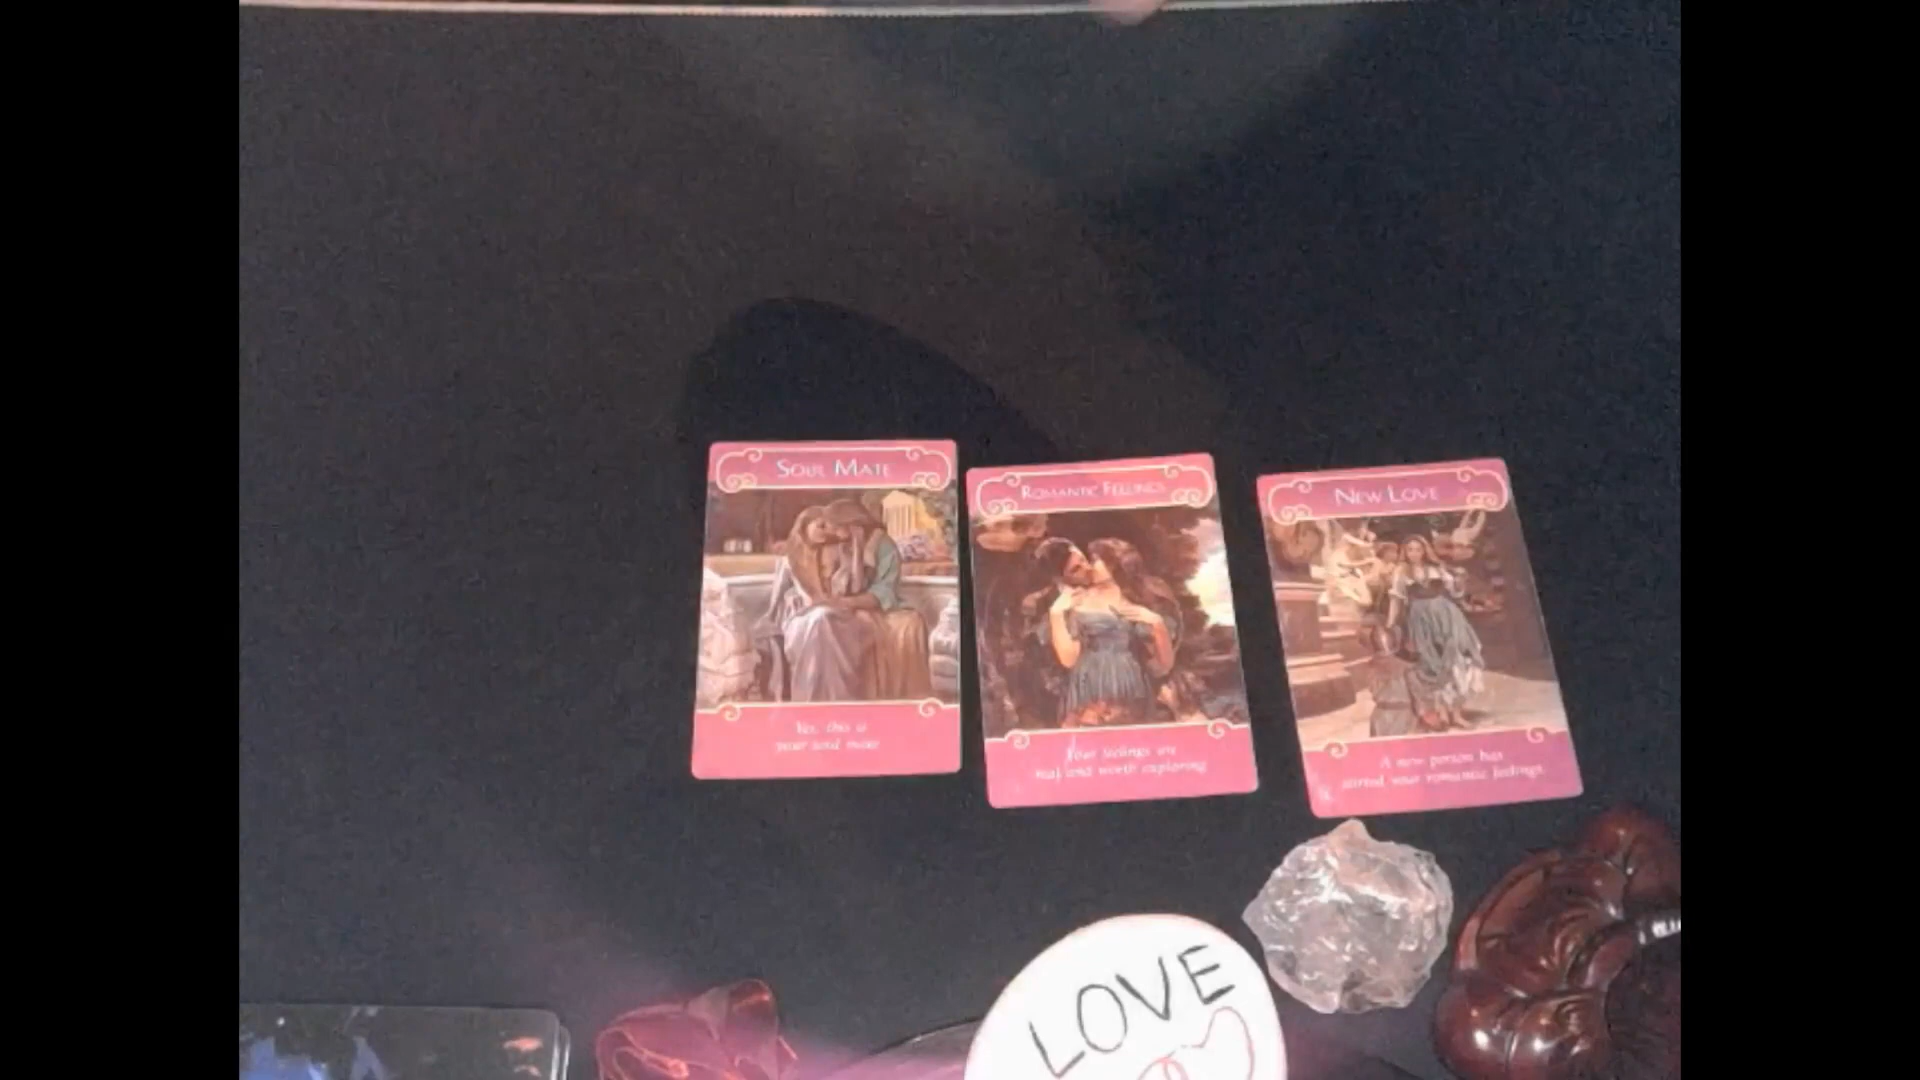 SOUL MATE
Yes, this is
your soul mate
ROMANTIC FEELINGS
Your feelings are
real and worth exploring
NEW LOVE
A new person has
stirred your romantic feelings.
LOVE